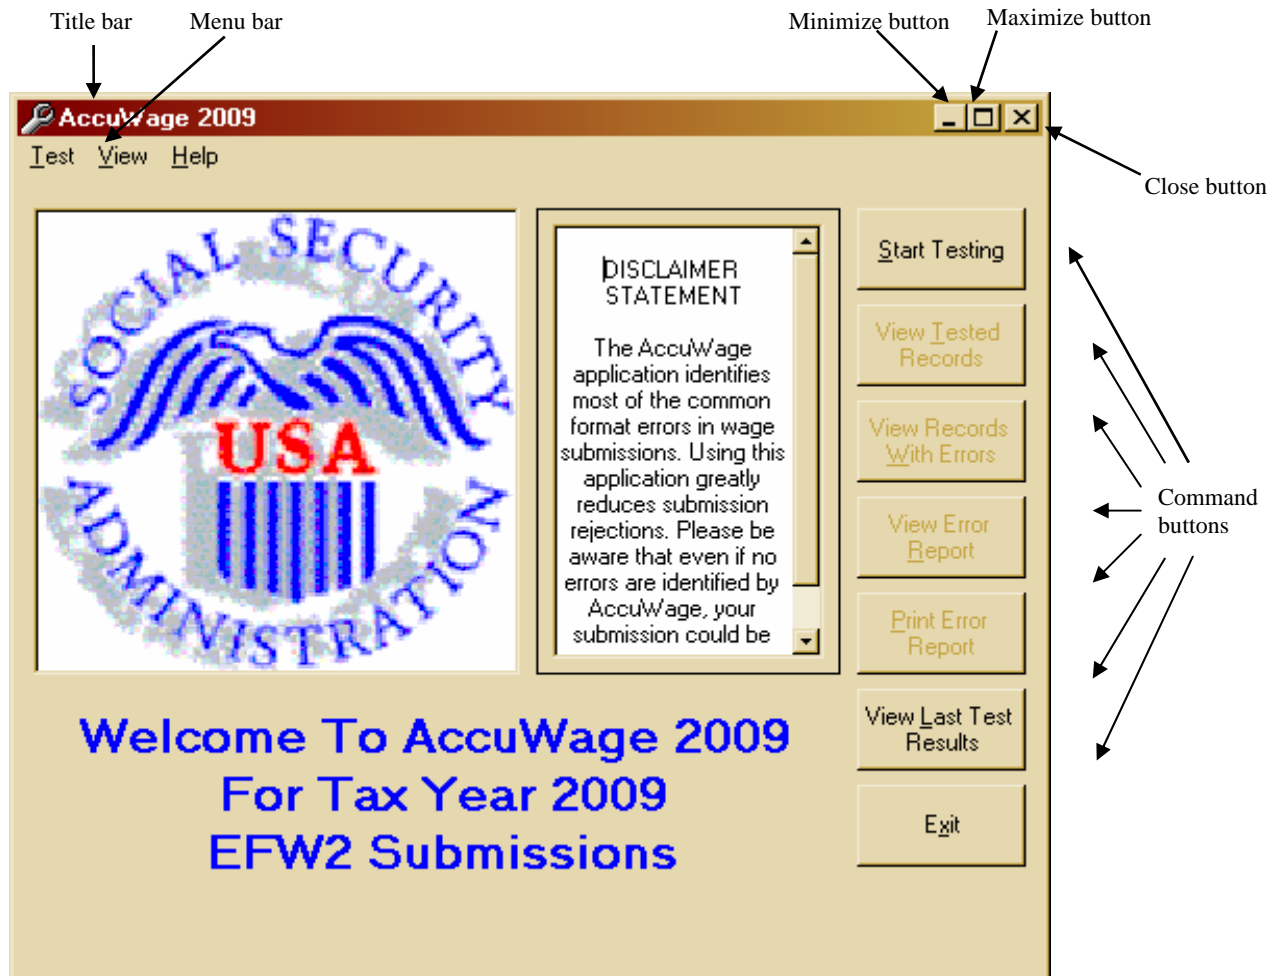 Title bar
Menu bar
Minimize button
Maximize button
AccuWage 2009
Test View Help
Close button
SOCIAL SECURITY
USA
ADMINISTRATION
DISCLAIMER
STATEMENT
The AccuWage
application identifies
most of the common
format errors in wage
submissions. Using this
application greatly
reduces submission
rejections. Please be
aware that even if no
errors are identified by
AccuWage, your
submission could be
Start Testing
View Tested
Records
View Records
With Errors
View Error
Report
Print Error
Report
View Last Test
Results
Exit
Command
buttons
Welcome To AccuWage 2009
For Tax Year 2009
EFW2 Submissions